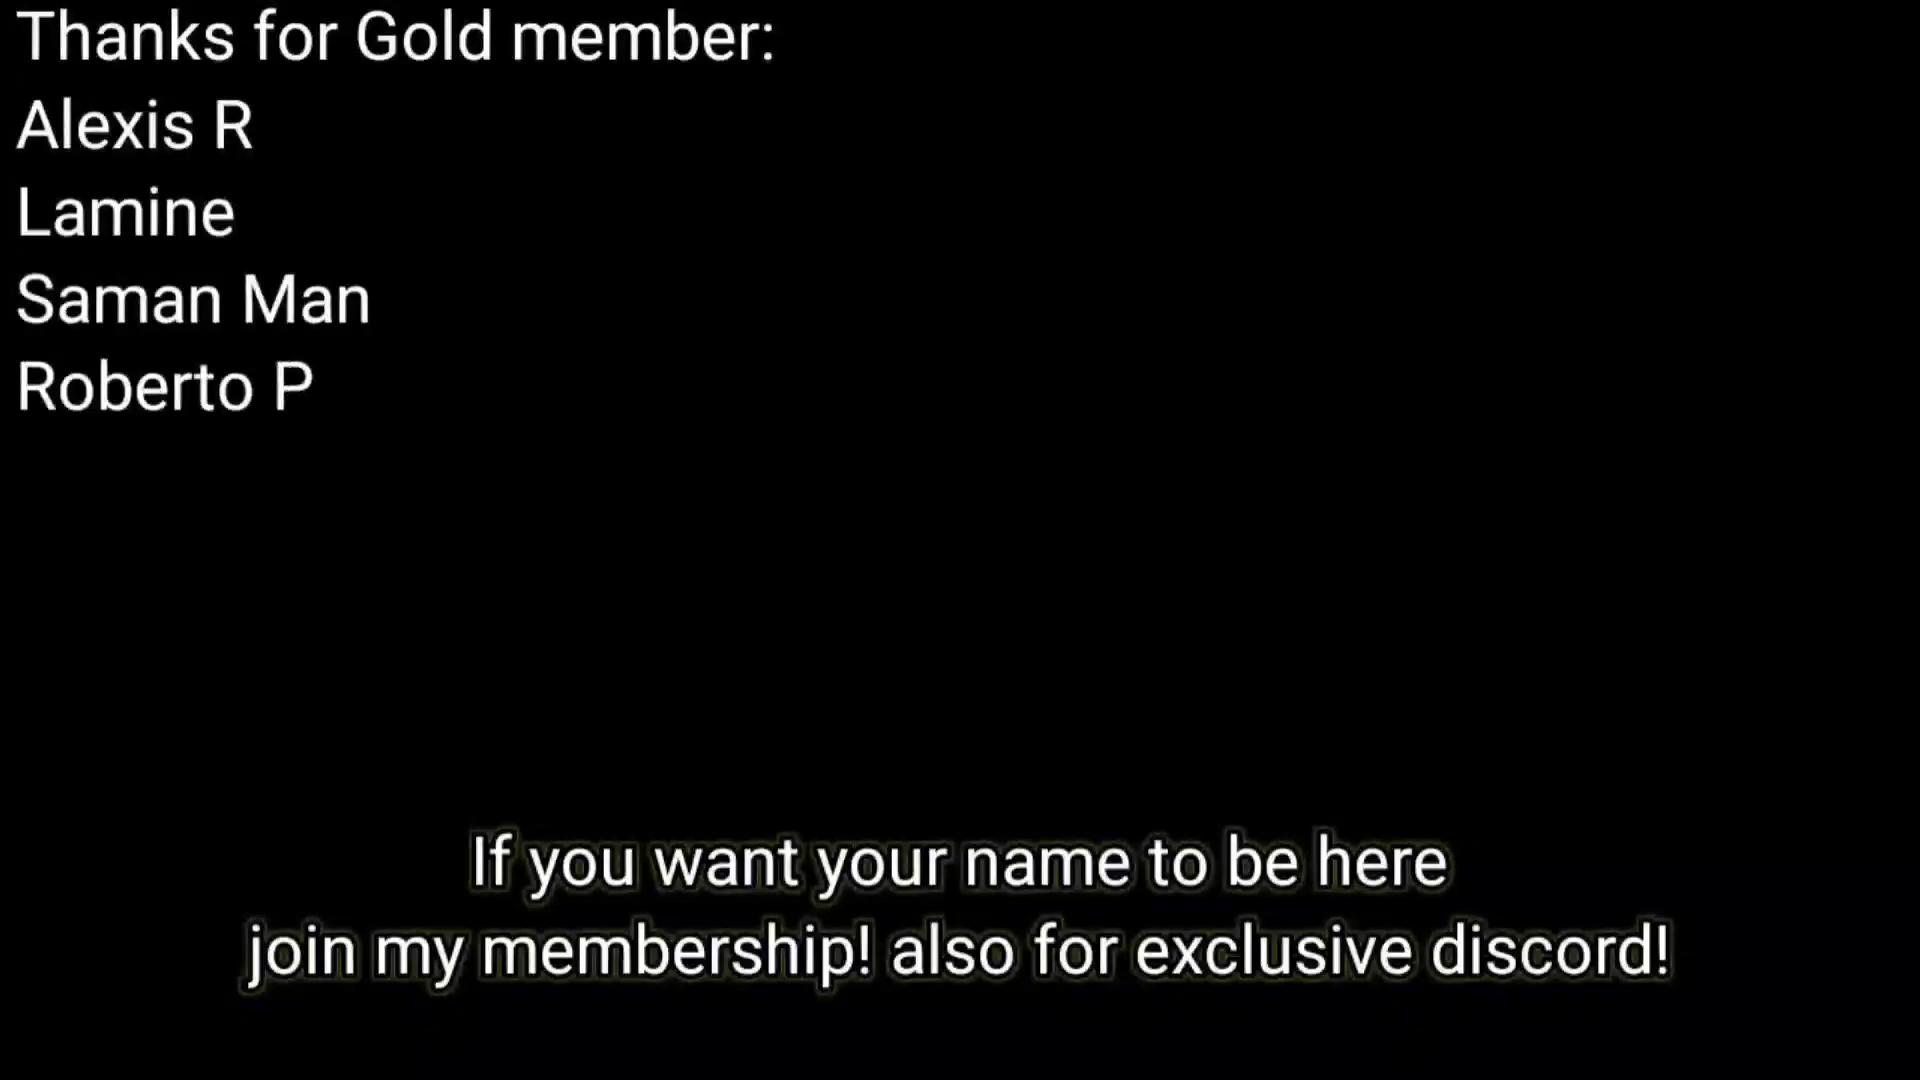 Thanks for Gold member:
Alexis R
Lamine
Saman Man
Roberto P
If you want your name to be here
join my membership! also for exclusive discord!